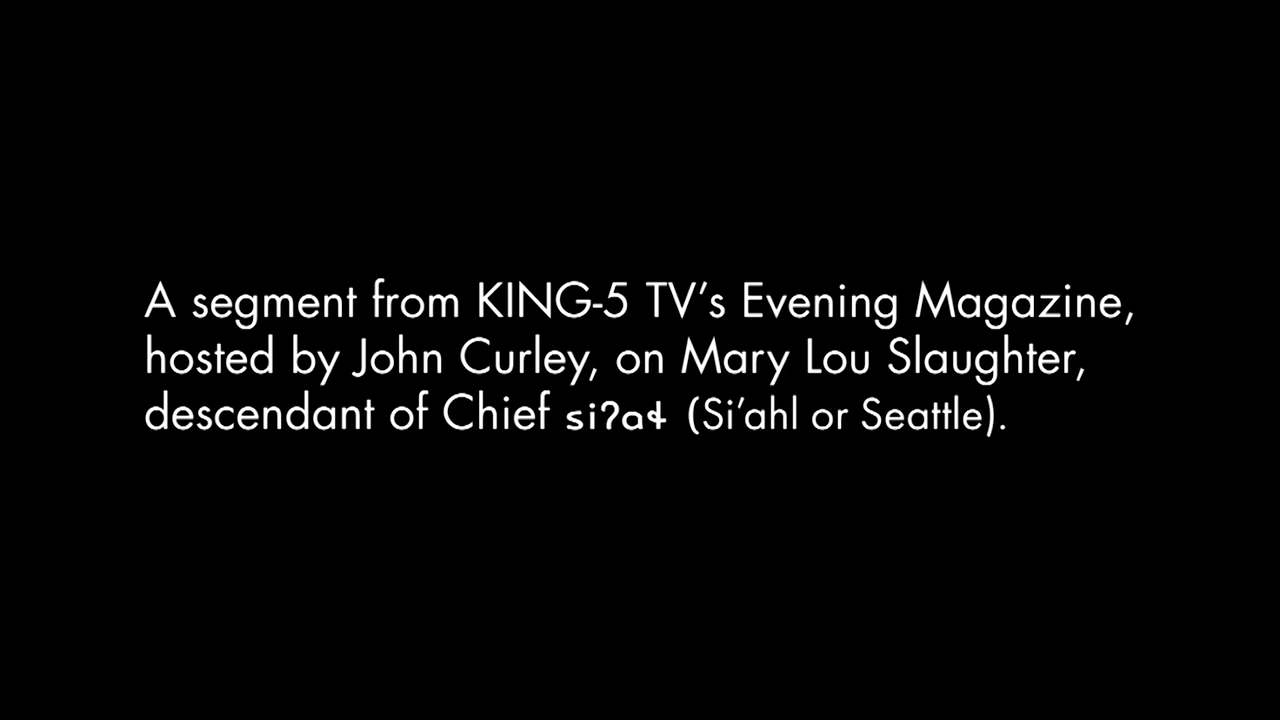 A segment from KING-5 TV’s Evening Magazine,
hosted by John Curley, on Mary Lou Slaughter,
descendant of Chief siʔaɬ (Si’ahl or Seattle).